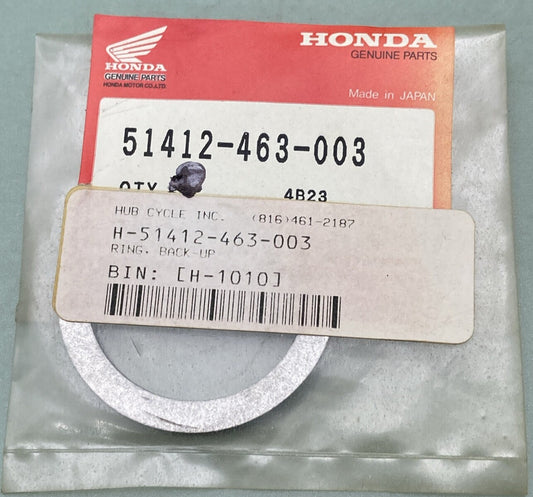 HONDA
GENUINE PARTS
HONDA MOTOR CO.,LTD.
HONDA
GENUINE PARTS
Made in JAPAN
51412-463-003
QTY 4B23
HUB CYCLE INC. (816)461-2187
H-51412-463-003
RING, BACK-UP
BIN: [H-1010]